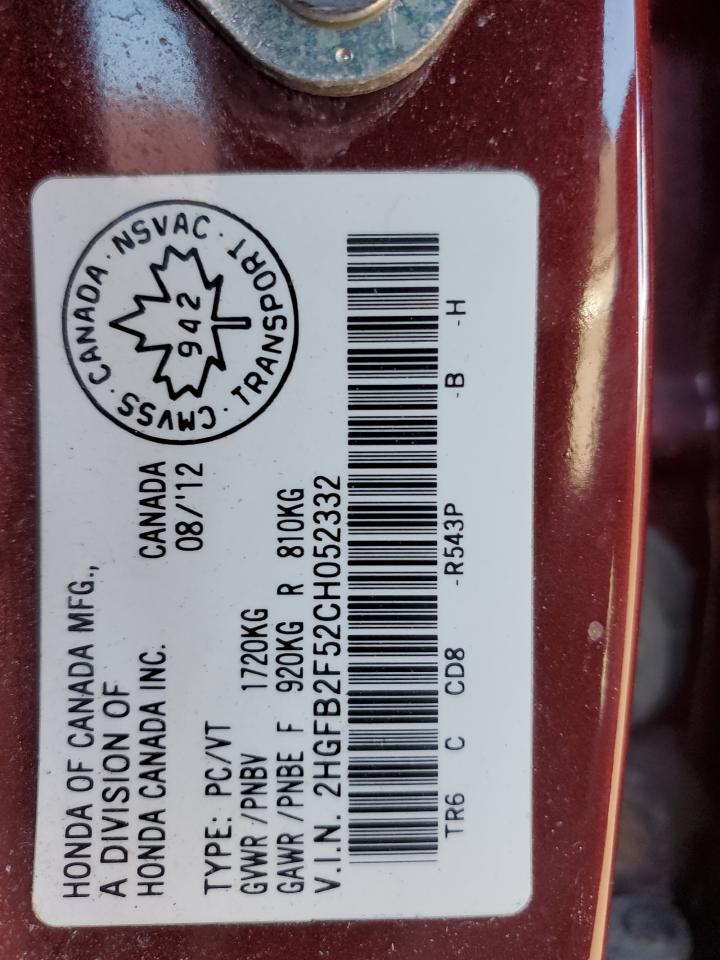 HONDA OF CANADA MFG.,
A DIVISION OF
HONDA CANADA INC. CANADA
08/'12
CMVSS · CANADA · NSVAC · TRANSPORT ·
942
TYPE: PC/VT
GVWR /PNBV 1720KG
GAWR /PNBE F 920KG R 810KG
V.I.N. 2HGFB2F52CH052332
TR6 C CD8 -R543P -B -H